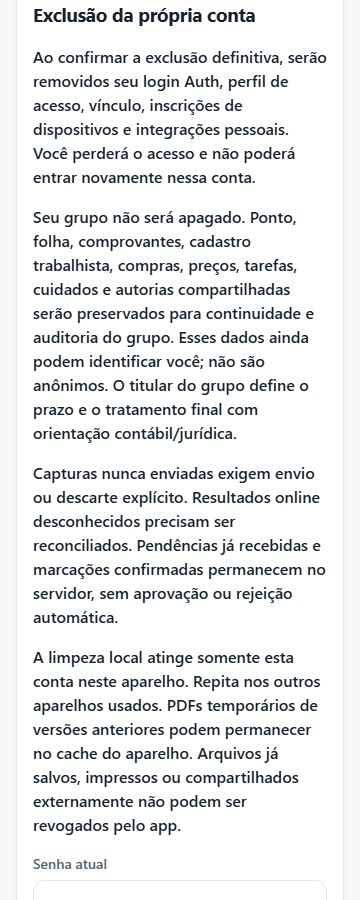 Exclusão da própria conta
Ao confirmar a exclusão definitiva, serão
removidos seu login Auth, perfil de
acesso, vínculo, inscrições de
dispositivos e integrações pessoais.
Você perderá o acesso e não poderá
entrar novamente nessa conta.
Seu grupo não será apagado. Ponto,
folha, comprovantes, cadastro
trabalhista, compras, preços, tarefas,
cuidados e autorias compartilhadas
serão preservados para continuidade e
auditoria do grupo. Esses dados ainda
podem identificar você; não são
anônimos. O titular do grupo define o
prazo e o tratamento final com
orientação contábil/jurídica.
Capturas nunca enviadas exigem envio
ou descarte explícito. Resultados online
desconhecidos precisam ser
reconciliados. Pendências já recebidas e
marcações confirmadas permanecem no
servidor, sem aprovação ou rejeição
automática.
A limpeza local atinge somente esta
conta neste aparelho. Repita nos outros
aparelhos usados. PDFs temporários de
versões anteriores podem permanecer
no cache do aparelho. Arquivos já
salvos, impressos ou compartilhados
externamente não podem ser
revogados pelo app.
Senha atual